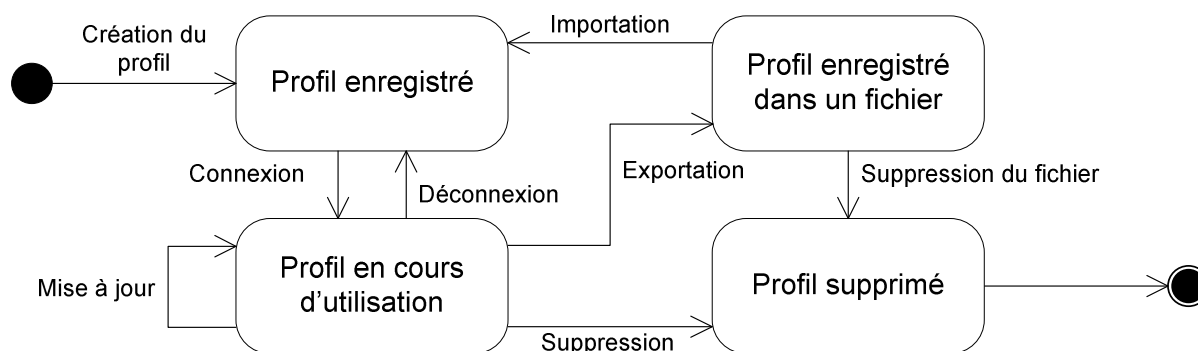 Création du
profil
Profil enregistré
Importation
Profil enregistré
dans un fichier
Connexion
Déconnexion
Exportation
Suppression du fichier
Mise à jour
Profil en cours
d’utilisation
Suppression
Profil supprimé